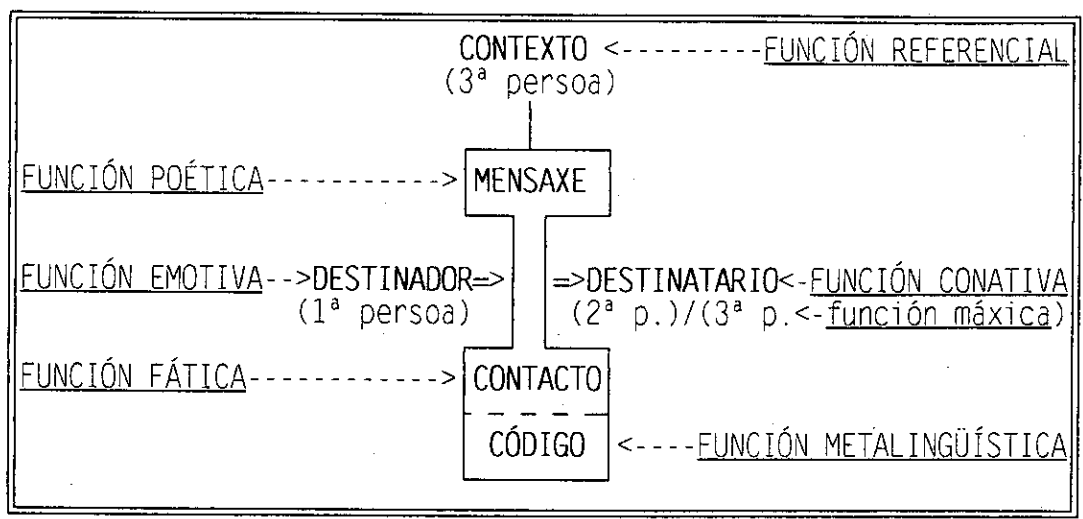 CONTEXTO <---------FUNCIÓN REFERENCIAL
(3ª persoa)
FUNCIÓN POÉTICA-----------> MENSAXE
FUNCIÓN EMOTIVA-->DESTINADOR=> =>DESTINATARIO<-FUNCIÓN CONATIVA
(1ª persoa) (2ª p.)/(3ª p.<-función máxica)
FUNCIÓN FÁTICA------------> CONTACTO
CÓDIGO <----FUNCIÓN METALINGÜÍSTICA